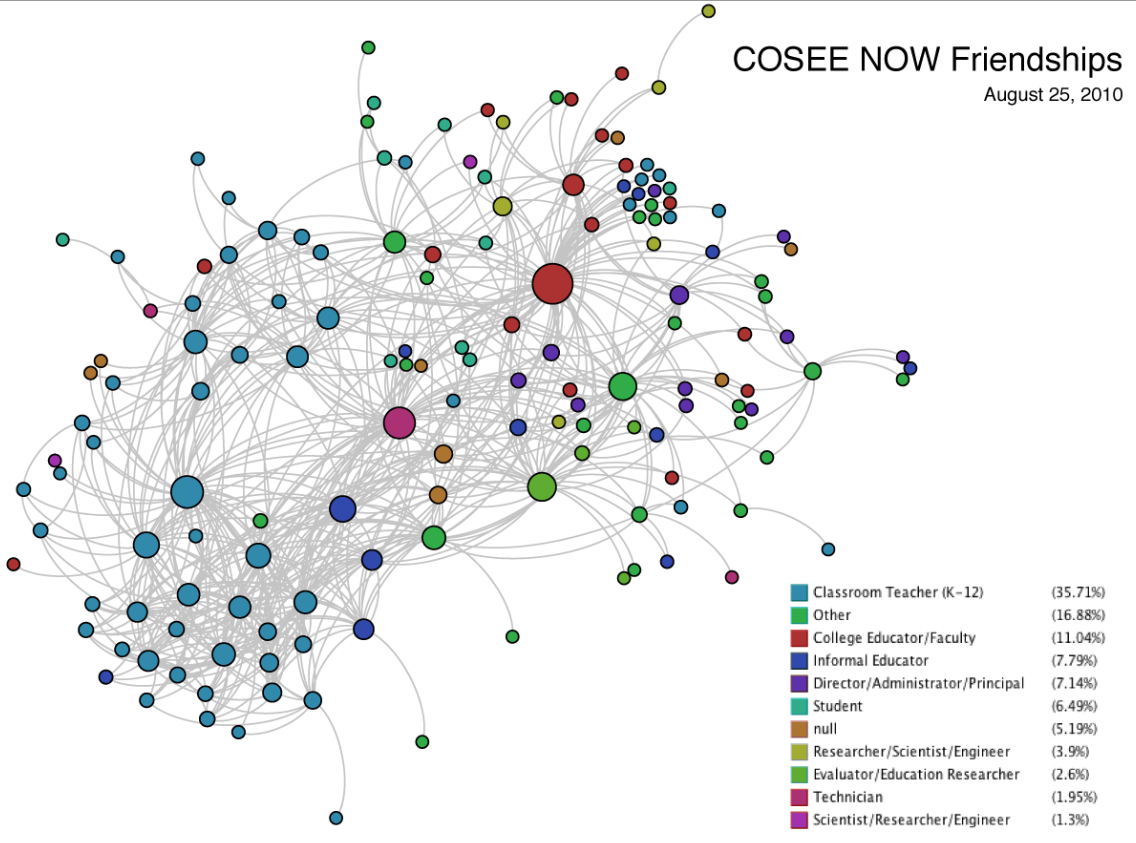 COSEE NOW Friendships
August 25, 2010
Classroom Teacher (K-12) (35.71%)
Other (16.88%)
College Educator/Faculty (11.04%)
Informal Educator (7.79%)
Director/Administrator/Principal (7.14%)
Student (6.49%)
null (5.19%)
Researcher/Scientist/Engineer (3.9%)
Evaluator/Education Researcher (2.6%)
Technician (1.95%)
Scientist/Researcher/Engineer (1.3%)